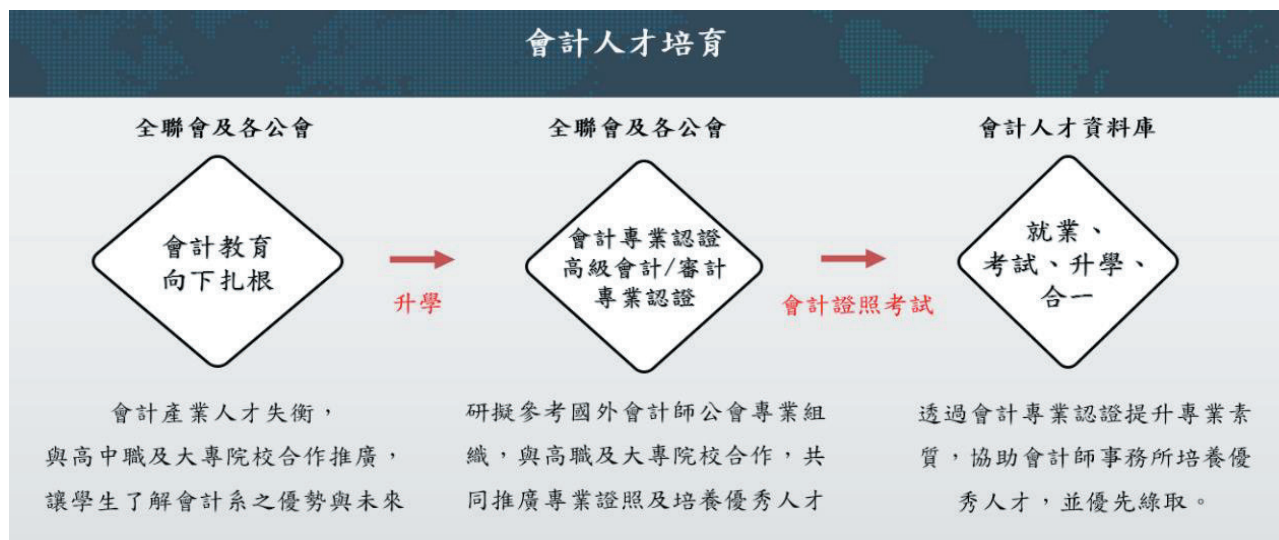 會計人才培育
全聯會及各公會
會計教育
向下扎根
升學
會計產業人才失衡，
與高中職及大專院校合作推廣，
讓學生了解會計系之優勢與未來
全聯會及各公會
會計專業認證
高級會計/審計
專業認證
會計證照考試
研擬參考國外會計師公會專業組
織，與高職及大專院校合作，共
同推廣專業證照及培養優秀人才
會計人才資料庫
就業、
考試、升學、
合一
透過會計專業認證提升專業素
質，協助會計師事務所培養優
秀人才，並優先綠取。